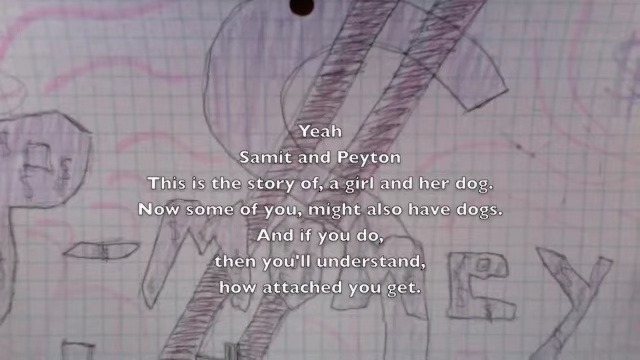 Yeah
Samit and Peyton
This is the story of, a girl and her dog.
Now some of you, might also have dogs.
And if you do,
then you'll understand,
how attached you get.
-MONEY